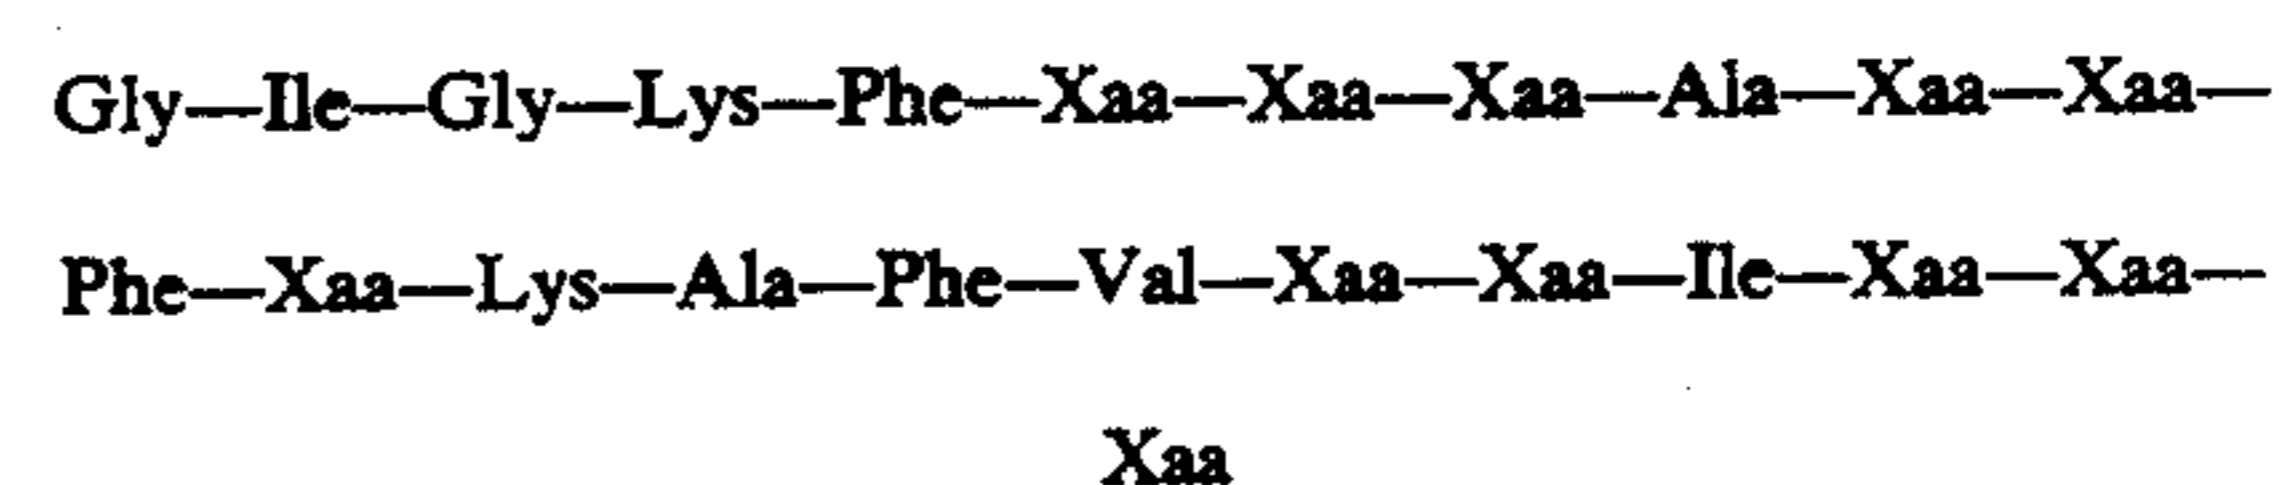 Gly—Ile—Gly—Lys—Phe—Xaa—Xaa—Xaa—Ala—Xaa—Xaa—
Phe—Xaa—Lys—Ala—Phe—Val—Xaa—Xaa—Ile—Xaa—Xaa—
Xaa